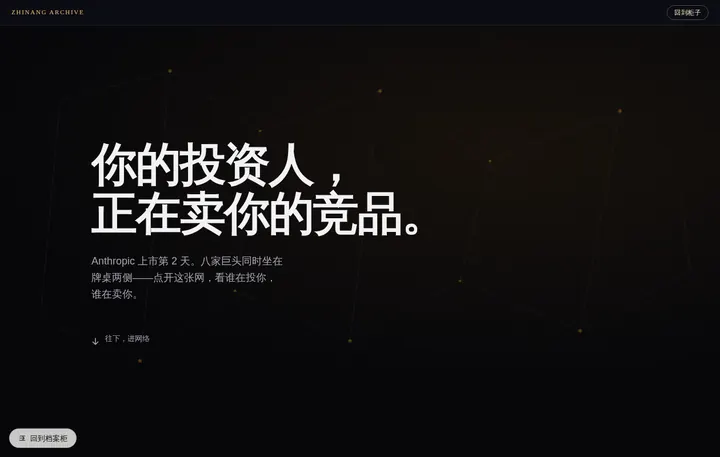 ZHINANG ARCHIVE
回到柜子
你的投资人，
正在卖你的竞品。
Anthropic 上市第 2 天。八家巨头同时坐在
牌桌两侧——点开这张网，看谁在投你，
谁在卖你。
↓ 往下，进网络
回到档案柜